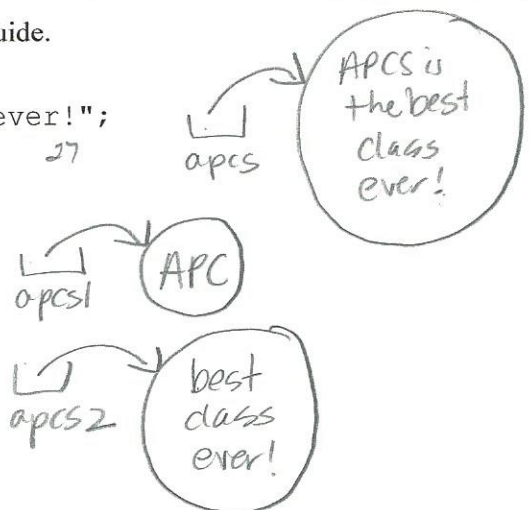 uide.
ever!";
27
apcs
APCS is
the best
class
ever!
apcs1
APC
apcs2
best
class
ever!